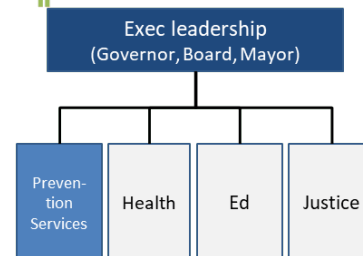 Exec leadership
(Governor, Board, Mayor)
Preven-
tion
Services
Health
Ed
Justice